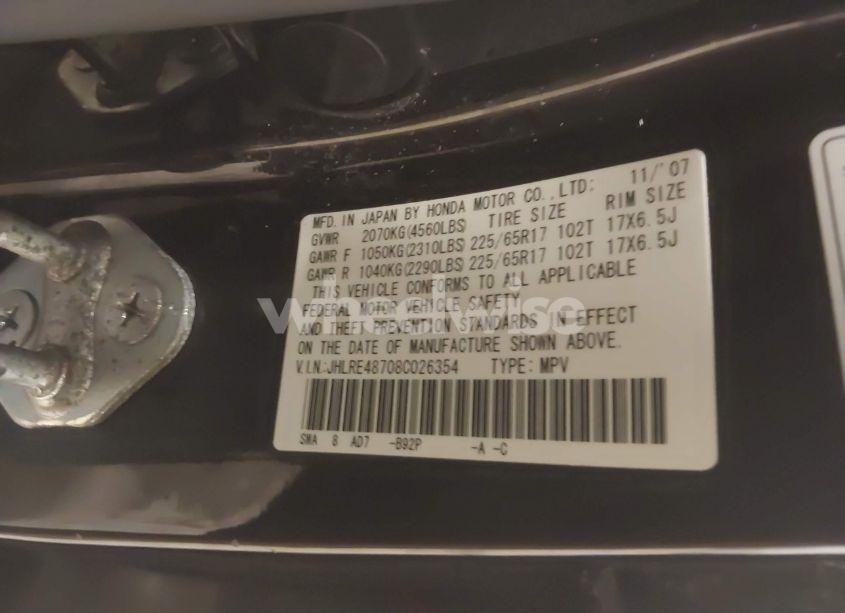 MFD. IN JAPAN BY HONDA MOTOR CO., LTD: 11/'07
GVWR 2070KG(4560LBS) TIRE SIZE RIM SIZE
GAWR F 1050KG(2310LBS) 225/65R17 102T 17X6.5J
GAWR R 1040KG(2290LBS) 225/65R17 102T 17X6.5J
THIS VEHICLE CONFORMS TO ALL APPLICABLE
FEDERAL MOTOR VEHICLE SAFETY
AND THEFT PREVENTION STANDARDS IN EFFECT
ON THE DATE OF MANUFACTURE SHOWN ABOVE.
V.I.N.:JHLRE48708C026354 TYPE: MPV
SWA 8 AD7 -B92P -A -C